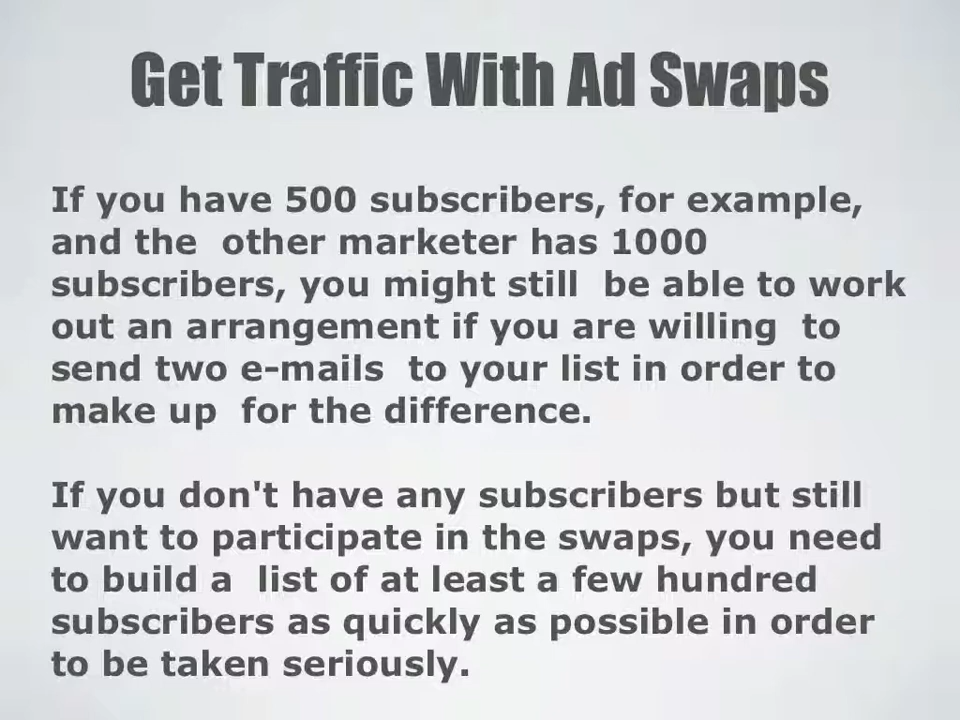 Get Traffic With Ad Swaps
If you have 500 subscribers, for example,
and the  other marketer has 1000
subscribers, you might still  be able to work
out an arrangement if you are willing  to
send two e-mails  to your list in order to
make up  for the difference.
If you don't have any subscribers but still
want to participate in the swaps, you need
to build a  list of at least a few hundred
subscribers as quickly as possible in order
to be taken seriously.